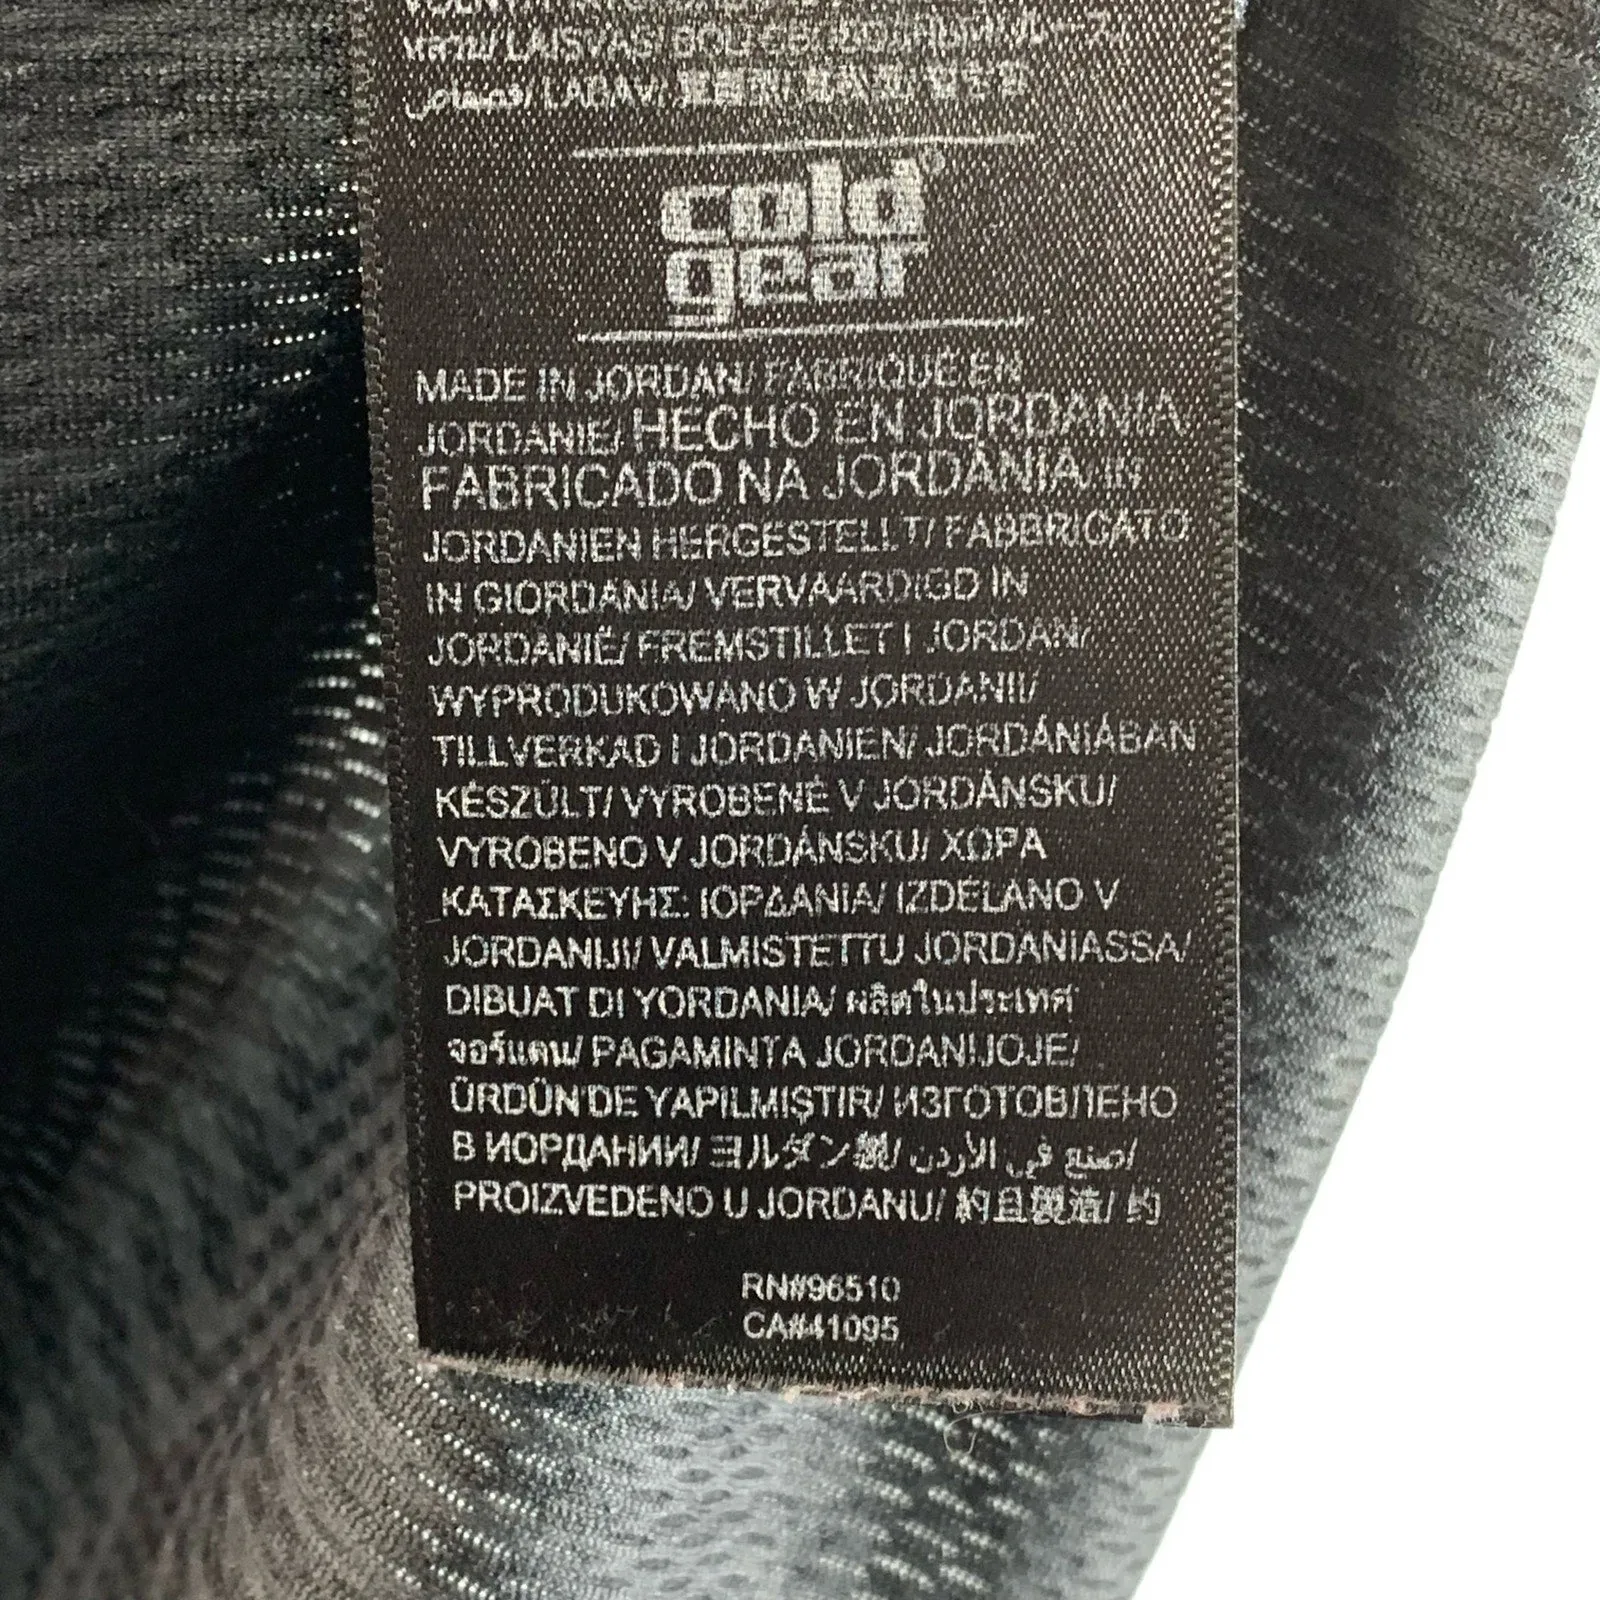 LAISVAS
cold®
gear
MADE IN JORDAN/ FABRIQUÉ EN
JORDANIE/ HECHO EN JORDANIA
FABRICADO NA JORDÂNIA/ IN
JORDANIEN HERGESTELLT/ FABBRICATO
IN GIORDANIA/ VERVAARDIGD IN
JORDANIË/ FREMSTILLET I JORDAN/
WYPRODUKOWANO W JORDANII/
TILLVERKAD I JORDANIEN/ JORDÁNIÁBAN
KÉSZÜLT/ VYROBENÉ V JORDÁNSKU/
VYROBENO V JORDÁNSKU/ ΧΩΡΑ
ΚΑΤΑΣΚΕΥΗΣ: ΙΟΡΔΑΝΙΑ/ IZDELANO V
JORDANIJI/ VALMISTETTU JORDANIASSA/
DIBUAT DI YORDANIA/ ผลิตในประเทศ
จอร์แดน/ PAGAMINTA JORDANIJOJE/
ÜRDÜN'DE YAPILMIŞTIR/ ИЗГОТОВЛЕНО
В ИОРДАНИИ/ ヨルダン製/ صنع في الأردن/
PROIZVEDENO U JORDANU/ 約旦製造/ 约
RN#96510
CA#41095